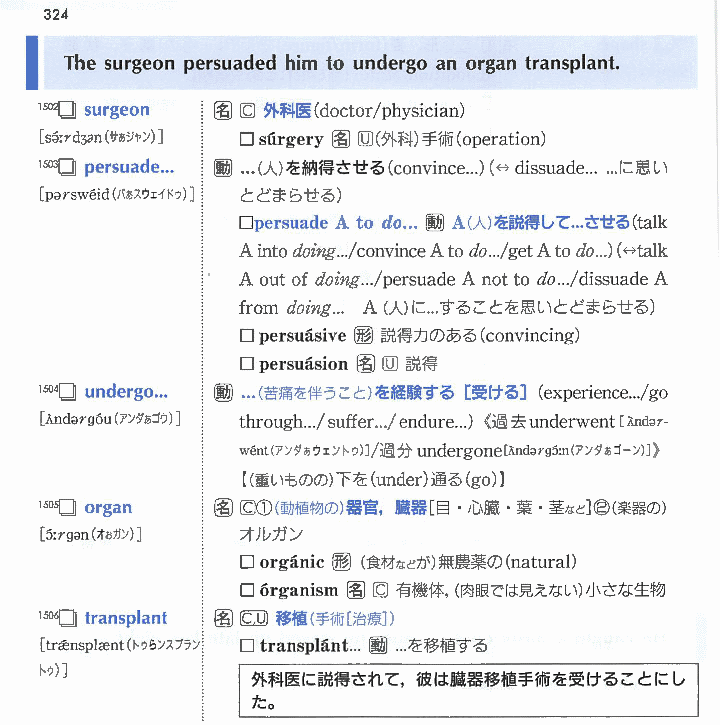 324
The surgeon persuaded him to undergo an organ transplant.
1502□ surgeon
[sə́ːrdʒən(サぁジャン)]
名 C 外科医(doctor/physician)
□ súrgery 名 U(外科)手術(operation)
1503□ persuade...
[pərswéid(パぁスウェイドゥ)]
動 ...(人)を納得させる(convince...)(↔ dissuade... ...に思い
とどまらせる)
□persuade A to do... 動 A(人)を説得して...させる(talk
A into doing.../convince A to do.../get A to do...)(↔talk
A out of doing.../persuade A not to do.../dissuade A
from doing... A (人)に...することを思いとどまらせる)
□ persuásive 形 説得力のある(convincing)
□ persuásion 名 U 説得
1504□ undergo...
[ʌndərgóu(アンダぁゴウ)]
動 ...(苦痛を伴うこと)を経験する [受ける] (experience.../go
through.../ suffer.../ endure...) 《過去underwent [ʌndər-
wént(アンダぁウェントゥ)]/過分 undergone[ʌndərgɔ́ːn(アンダぁゴーン)]》
【(重いものの)下を(under)通る(go)】
1505□ organ
[ɔ́ːrgən(オぉガン)]
名 C①(動植物の)器官，臓器[目・心臓・葉・茎など]②(楽器の)
オルガン
□ orgánic 形 (食材などが)無農薬の(natural)
□ órganism 名 C 有機体，(肉眼では見えない)小さな生物
1506□ transplant
[trǽnsplænt(トゥらンスプラン
トゥ)]
名 C,U 移植(手術[治療])
□ transplánt... 動 ...を移植する
外科医に説得されて，彼は臓器移植手術を受けることにし
た。